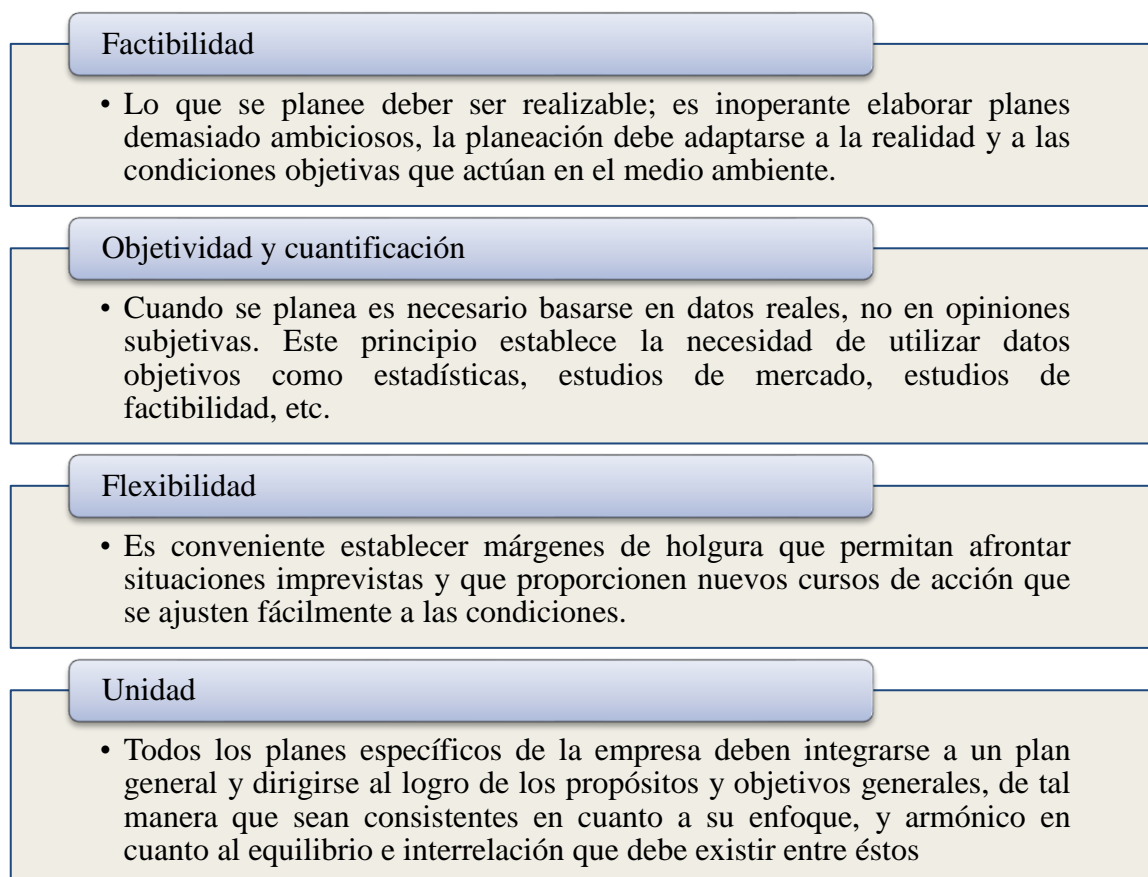 Factibilidad
• Lo que se planee deber ser realizable; es inoperante elaborar planes
demasiado ambiciosos, la planeación debe adaptarse a la realidad y a las
condiciones objetivas que actúan en el medio ambiente.
Objetividad y cuantificación
• Cuando se planea es necesario basarse en datos reales, no en opiniones
subjetivas. Este principio establece la necesidad de utilizar datos
objetivos como estadísticas, estudios de mercado, estudios de
factibilidad, etc.
Flexibilidad
• Es conveniente establecer márgenes de holgura que permitan afrontar
situaciones imprevistas y que proporcionen nuevos cursos de acción que
se ajusten fácilmente a las condiciones.
Unidad
• Todos los planes específicos de la empresa deben integrarse a un plan
general y dirigirse al logro de los propósitos y objetivos generales, de tal
manera que sean consistentes en cuanto a su enfoque, y armónico en
cuanto al equilibrio e interrelación que debe existir entre éstos